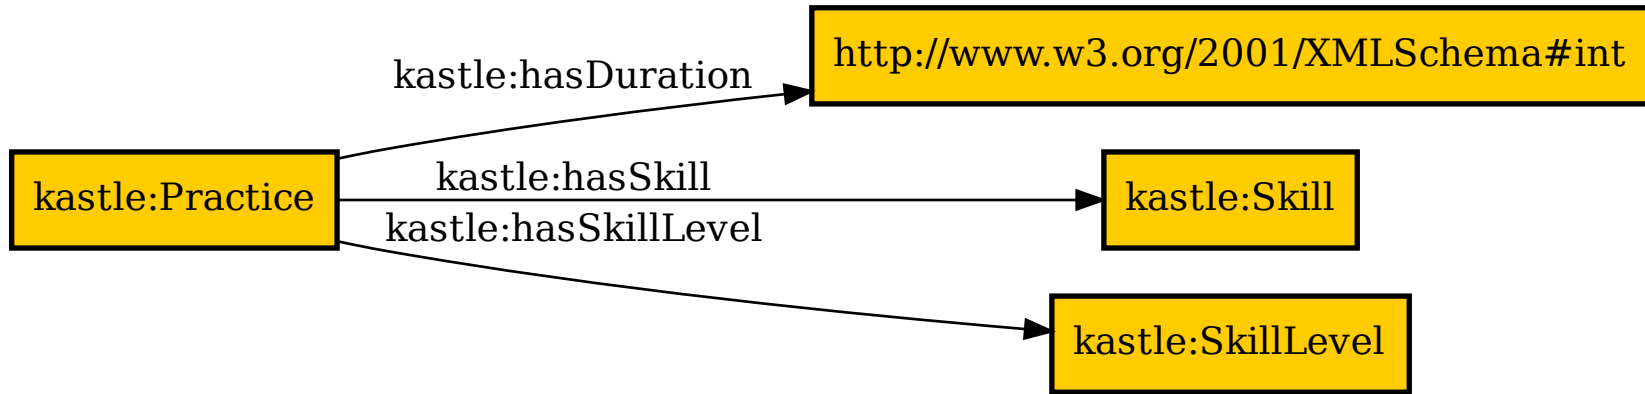 http://www.w3.org/2001/XMLSchema#int
kastle:hasDuration
kastle:hasSkill
kastle:Practice
kastle:Skill
kastle:hasSkillLevel
kastle:SkillLevel